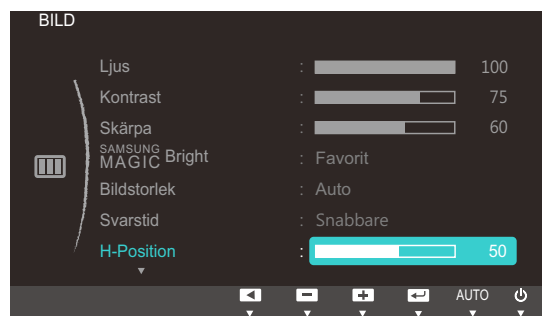 BILD
Ljus : 100
Kontrast : 75
Skärpa : 60
SAMSUNG MAGIC Bright : Favorit
Bildstorlek : Auto
Svarstid : Snabbare
H-Position : 50
AUTO